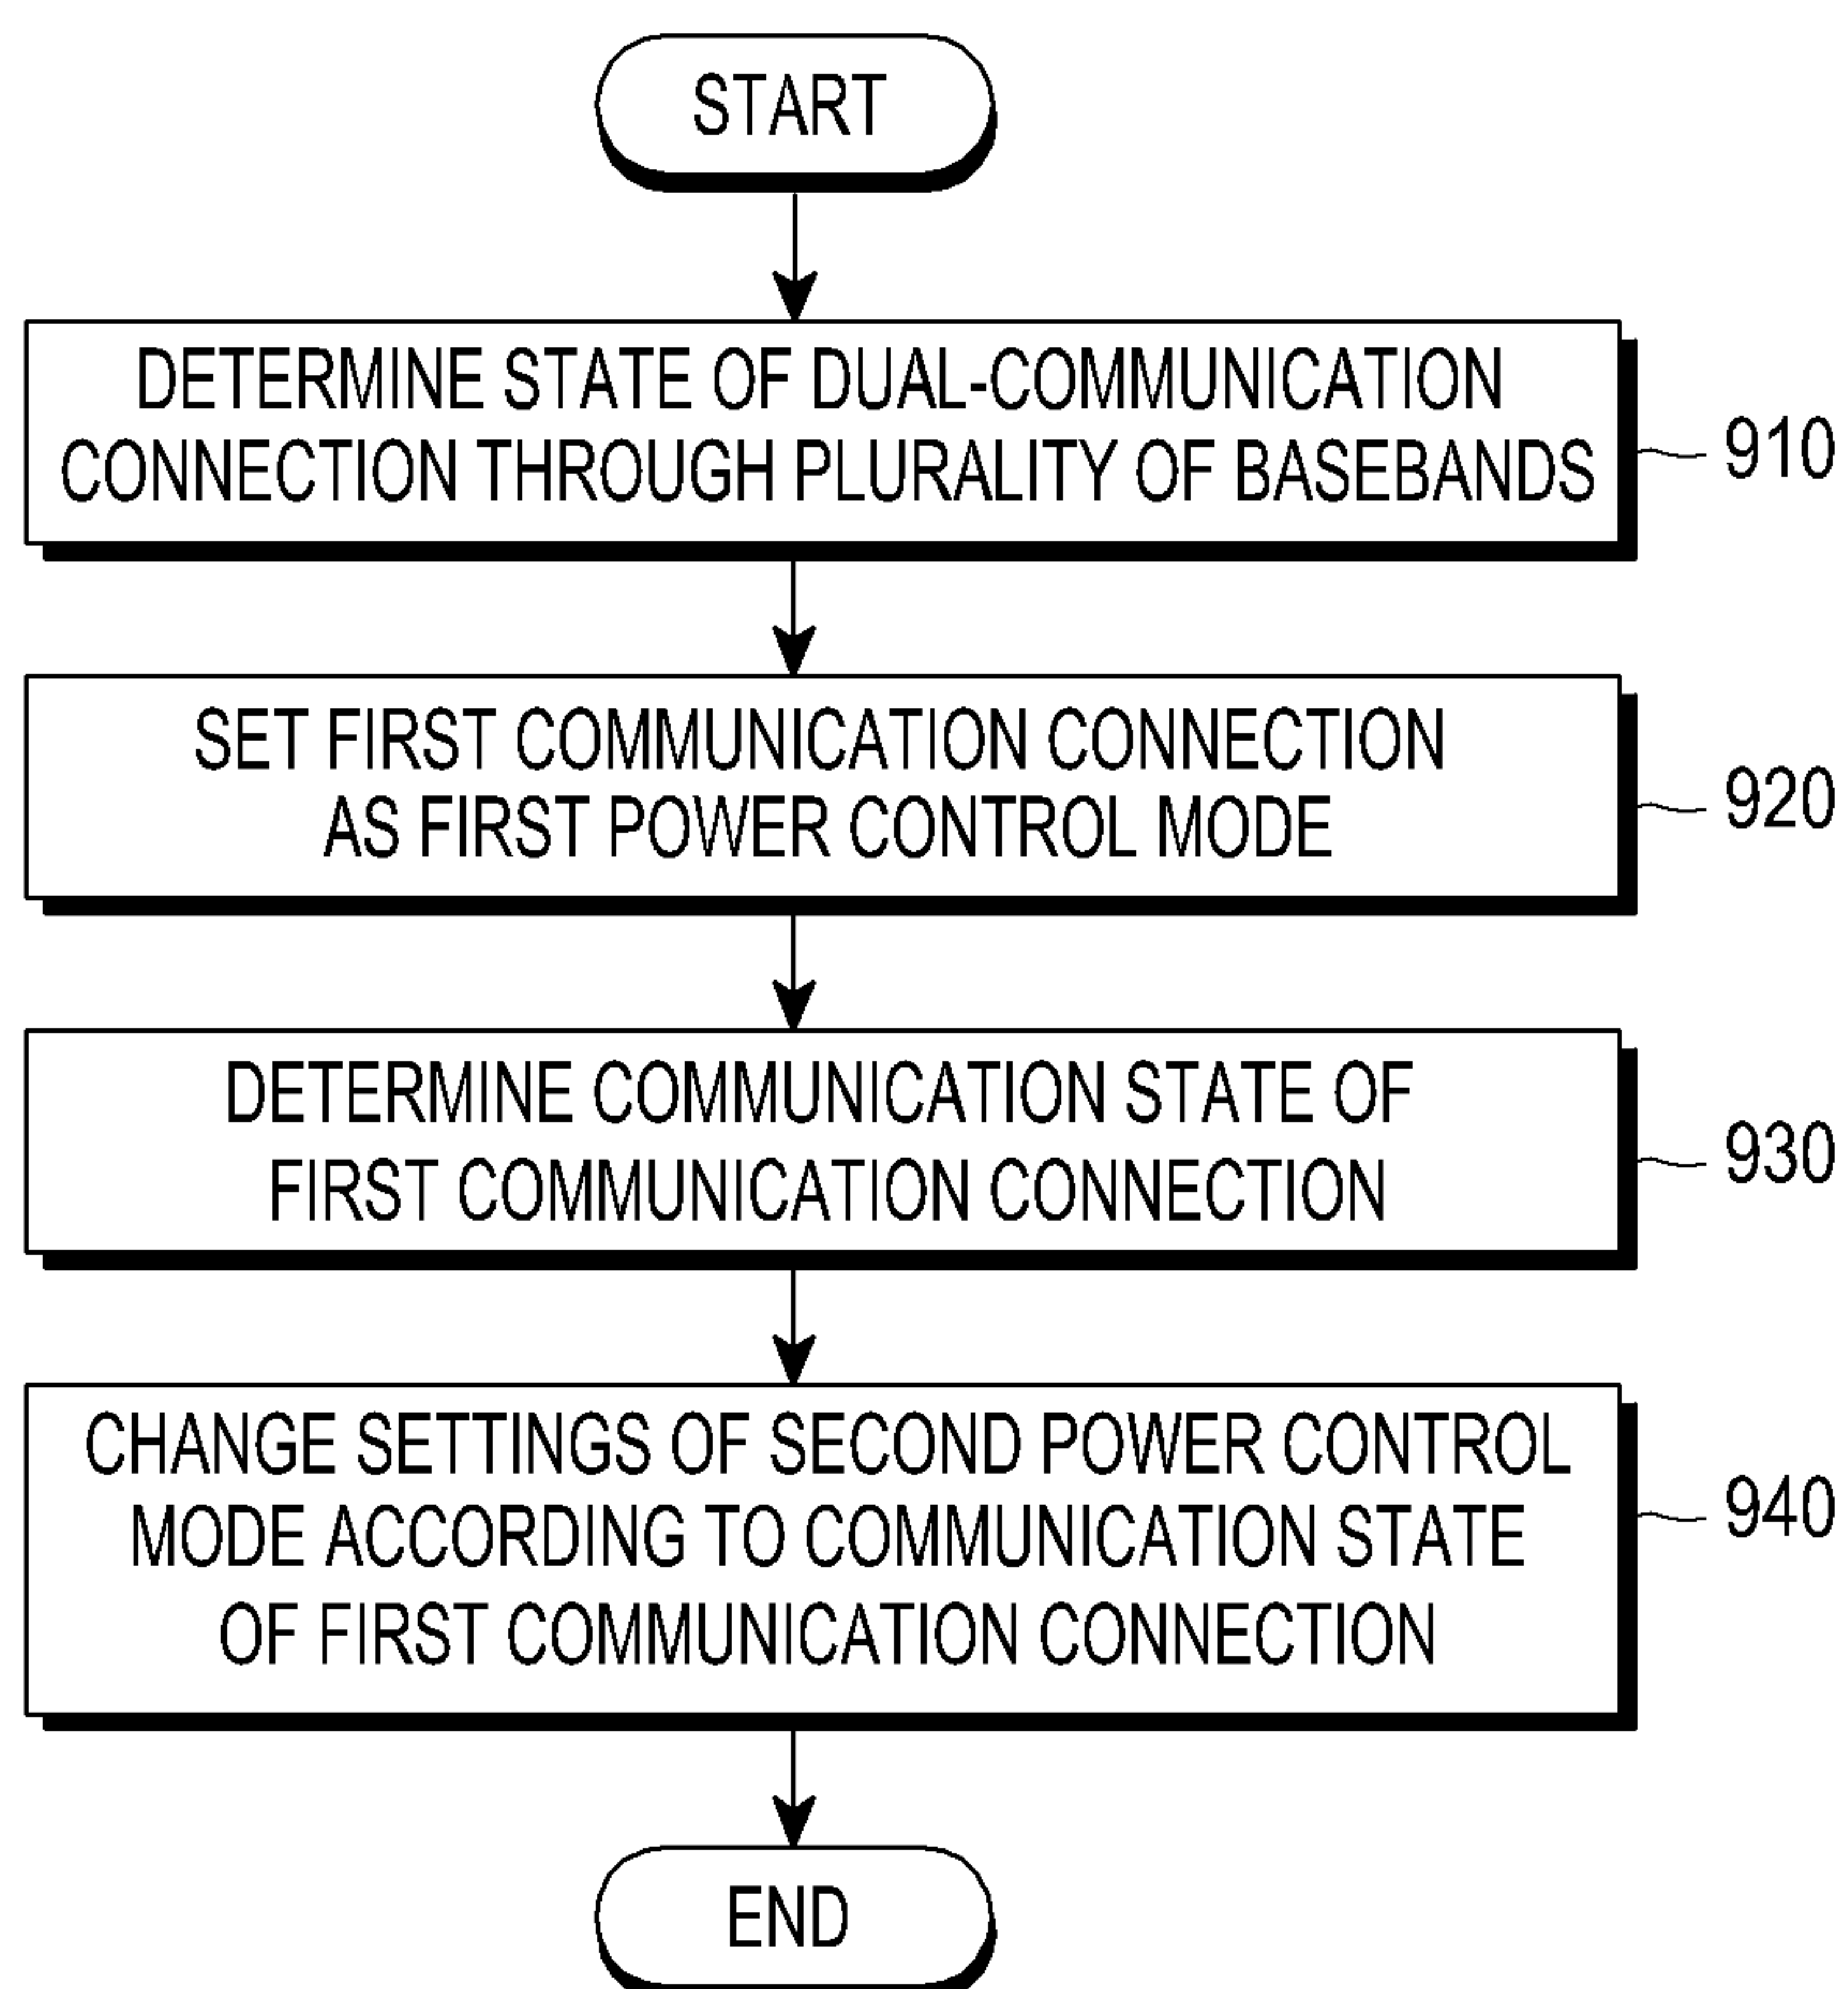 START
DETERMINE STATE OF DUAL-COMMUNICATION
CONNECTION THROUGH PLURALITY OF BASEBANDS
910
SET FIRST COMMUNICATION CONNECTION
AS FIRST POWER CONTROL MODE
920
DETERMINE COMMUNICATION STATE OF
FIRST COMMUNICATION CONNECTION
930
CHANGE SETTINGS OF SECOND POWER CONTROL
MODE ACCORDING TO COMMUNICATION STATE
OF FIRST COMMUNICATION CONNECTION
940
END